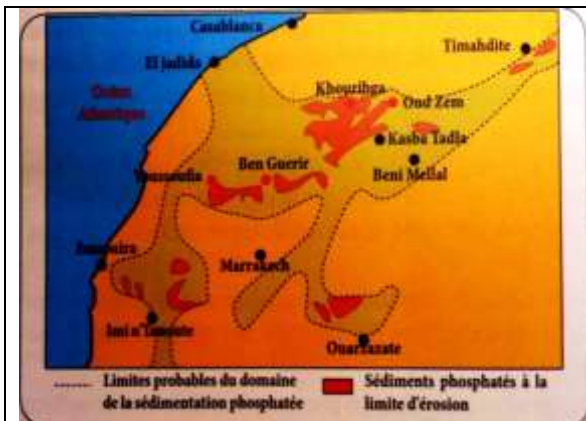 Casablanca
Timahdite
El jadida
Océan
Atlantique
Khouribga
Oud Zem
Kasba Tadla
Ben Guerir
Beni Mellal
Youssoufia
Marrakech
Imi n'Tanoute
Ouarzazate
Limites probables du domaine
de la sédimentation phosphatée
Sédiments phosphatés à la
limite d'érosion